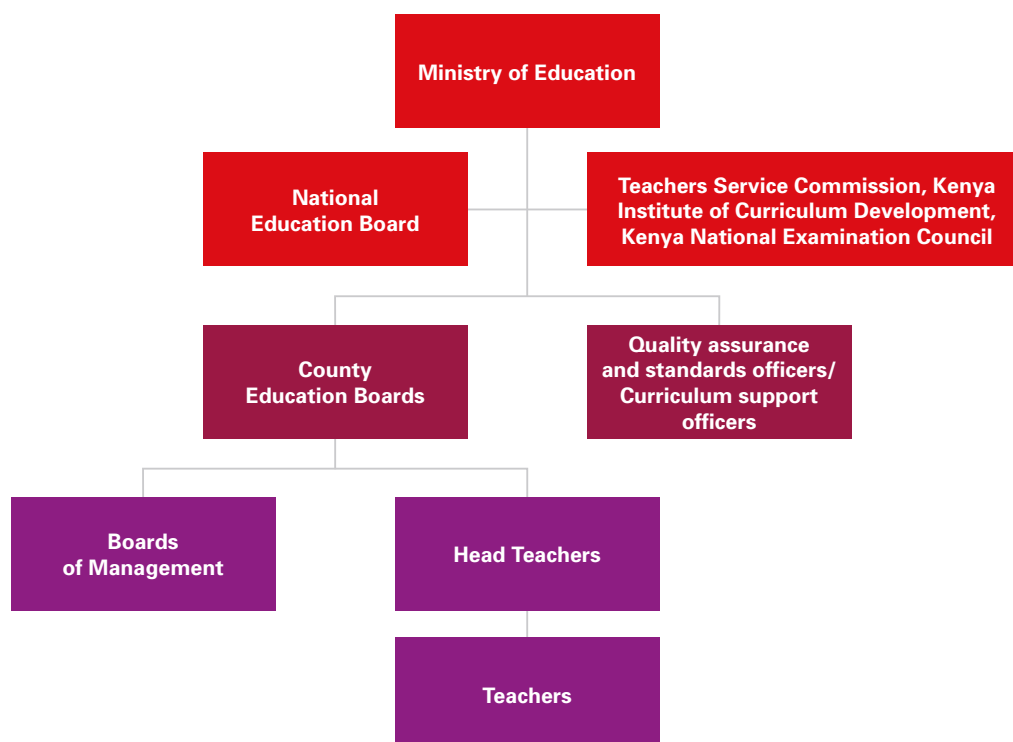 Ministry of Education
National
Education Board
Teachers Service Commission, Kenya
Institute of Curriculum Development,
Kenya National Examination Council
County
Education Boards
Quality assurance
and standards officers/
Curriculum support
officers
Boards
of Management
Head Teachers
Teachers